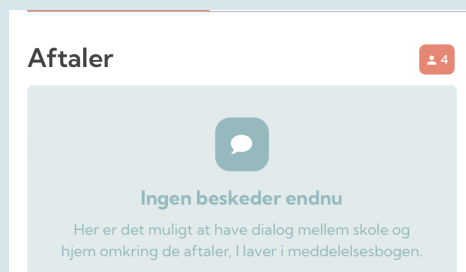 Aftaler
4
Ingen beskeder endnu
Her er det muligt at have dialog mellem skole og
hjem omkring de aftaler, I laver i meddelelsesbogen.